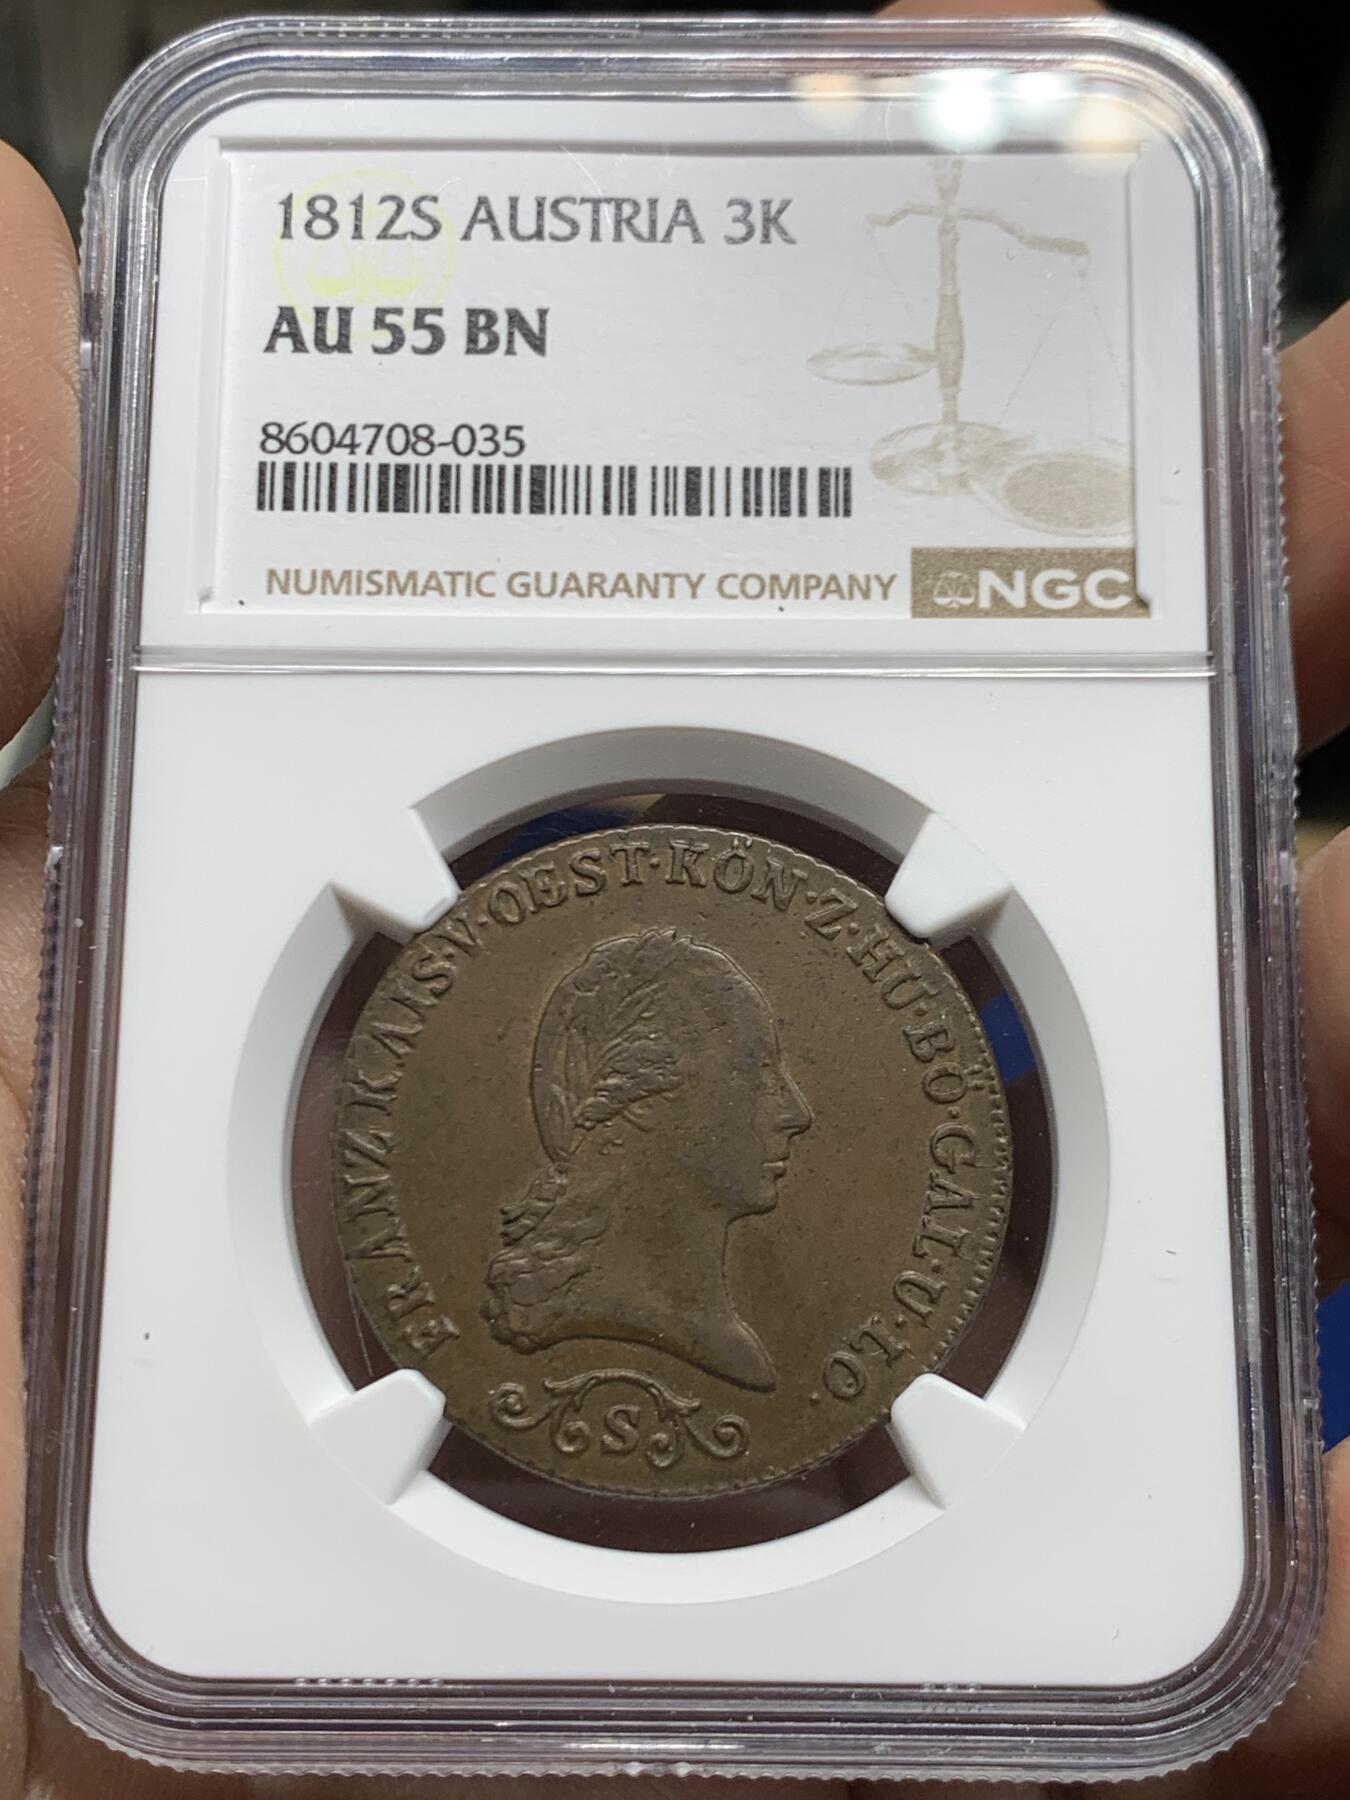 1812S AUSTRIA 3K
AU 55 BN
8604708-035
NUMISMATIC GUARANTY COMPANY NGC
FRANZ KAIS·V·OEST·KÖN·Z·HU·BÖ·GAL·U·LO·
S